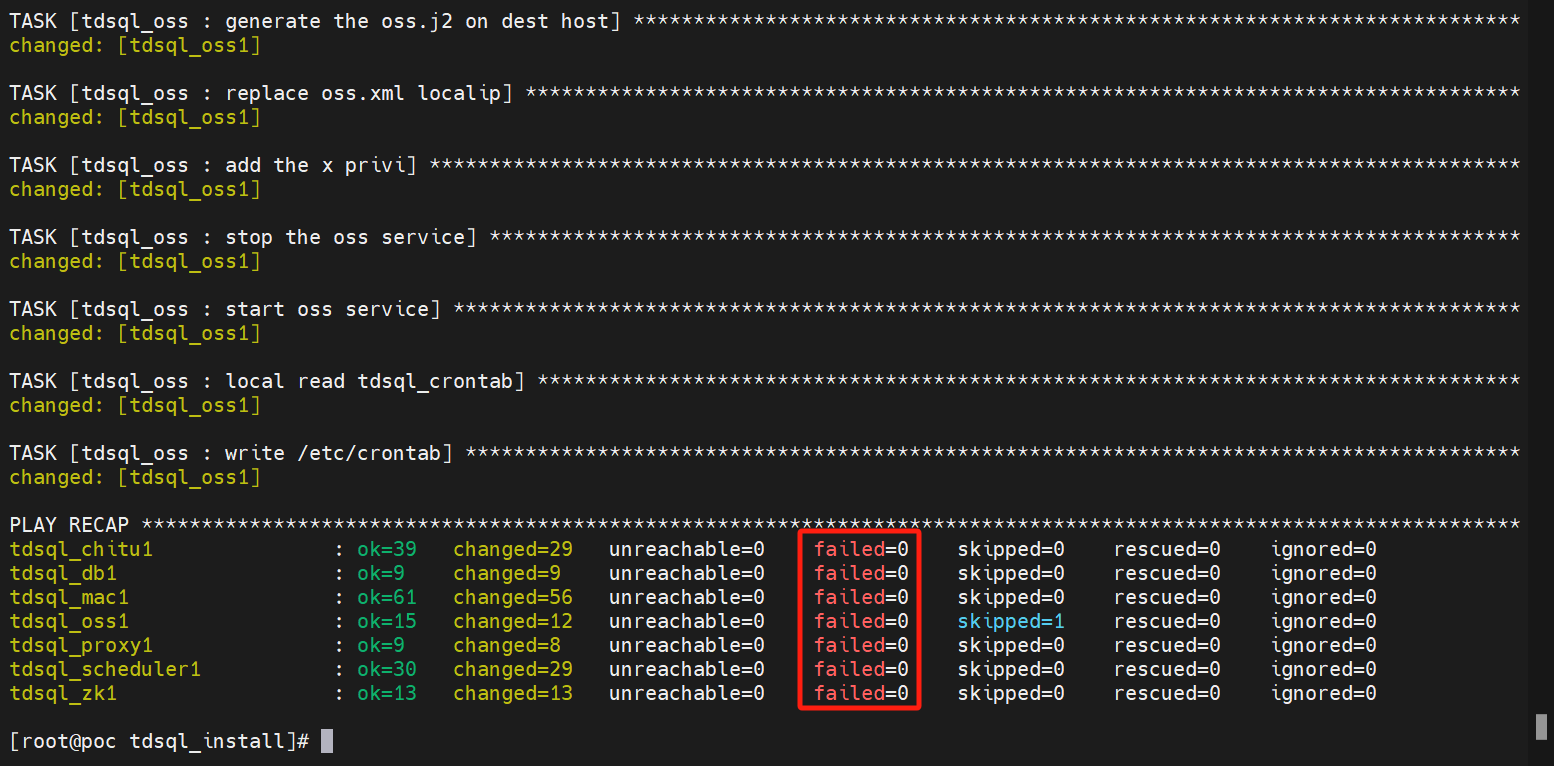 TASK [tdsql_oss : generate the oss.j2 on dest host] **************************************************************************
changed: [tdsql_oss1]
TASK [tdsql_oss : replace oss.xml localip] ***********************************************************************************
changed: [tdsql_oss1]
TASK [tdsql_oss : add the x privi] *******************************************************************************************
changed: [tdsql_oss1]
TASK [tdsql_oss : stop the oss service] **************************************************************************************
changed: [tdsql_oss1]
TASK [tdsql_oss : start oss service] *****************************************************************************************
changed: [tdsql_oss1]
TASK [tdsql_oss : local read tdsql_crontab] **********************************************************************************
changed: [tdsql_oss1]
TASK [tdsql_oss : write /etc/crontab] ****************************************************************************************
changed: [tdsql_oss1]
PLAY RECAP *******************************************************************************************************************
tdsql_chitu1               : ok=39   changed=29   unreachable=0    failed=0    skipped=0    rescued=0    ignored=0
tdsql_db1                  : ok=9    changed=9    unreachable=0    failed=0    skipped=0    rescued=0    ignored=0
tdsql_mac1                 : ok=61   changed=56   unreachable=0    failed=0    skipped=0    rescued=0    ignored=0
tdsql_oss1                 : ok=15   changed=12   unreachable=0    failed=0    skipped=1    rescued=0    ignored=0
tdsql_proxy1               : ok=9    changed=8    unreachable=0    failed=0    skipped=0    rescued=0    ignored=0
tdsql_scheduler1           : ok=30   changed=29   unreachable=0    failed=0    skipped=0    rescued=0    ignored=0
tdsql_zk1                  : ok=13   changed=13   unreachable=0    failed=0    skipped=0    rescued=0    ignored=0
[root@poc tdsql_install]#